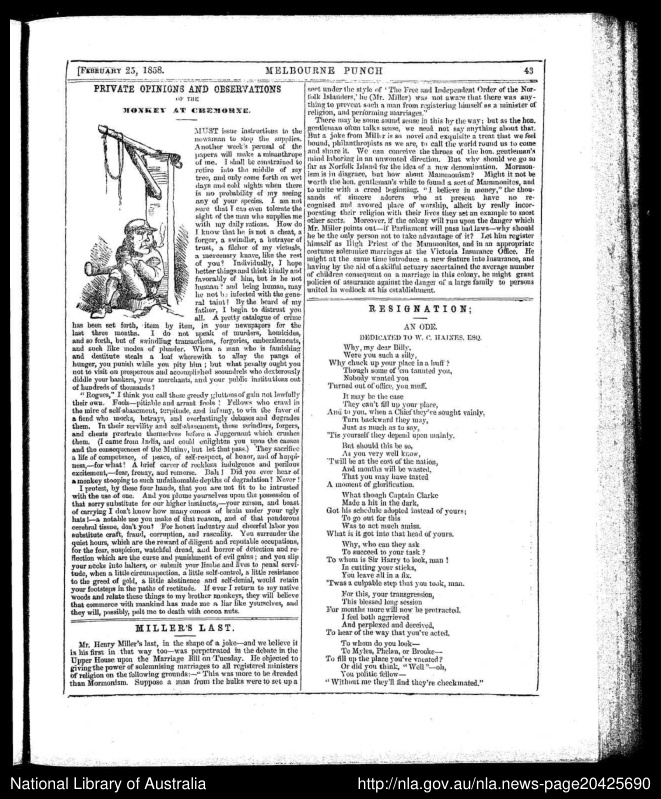 [FEBRUARY 25, 1858.
MELBOURNE PUNCH
43
PRIVATE OPINIONS AND OBSERVATIONS
OF THE
MONKEY AT CREMORNE.
MUST issue instructions to the
newsman to stop the supplies.
Another week's perusal of the
papers will make a misanthrope
of me. I shall be constrained to
retire into the middle of my
tree, and only come forth on wet
days and cold nights when there
is no probability of my seeing
any of your species. I am not
sure that I can even tolerate the
sight of the man who supplies me
with my daily rations. How do
I know that he is not a cheat, a
forger, a swindler, a betrayer of
trust, a filcher of my victuals,
a mercenary knave, like the rest
of you? Individually, I hope
better things and think kindly and
favorably of him, but is he not
human? and being human, may
he not be infected with the gene-
ral taint! By the beard of my
father, I begin to distrust you
all. A pretty catalogue of crime
has been set forth, item by item, in your newspapers for the
last three months. I do not speak of murders, homicides,
and so forth, but of swindling transactions, forgeries, embezzlements,
and such like modes of plunder. When a man who is famishing
and destitute steals a loaf wherewith to allay the pangs of
hunger, you punish while you pity him; but what penalty ought you
not to visit on prosperous and accomplished scoundrels who dexterously
diddle your bankers, your merchants, and your public institutions out
of hundreds of thousands!
"Rogues," I think you call these greedy gluttons of gain not lawfully
their own. Fools—pitiable and arrant fools! Fellows who crawl in
the mire of self-abasement, turpitude, and infamy, to win the favor of
a fiend who mocks, betrays, and everlastingly debases and degrades
them. In their servility and self-abasement, these swindlers, forgers,
and cheats prostrate themselves before a Juggernaut which crushes
them. (I came from India, and could enlighten you upon the causes
and the consequences of the Mutiny, but let that pass.) They sacrifice
a life of competence, of peace, of self-respect, of honor, and of happi-
ness,—for what! A brief career of reckless indulgence and perilous
excitement,—fear, frenzy, and remorse. Bah! Did you ever hear of
a monkey stooping to such unfathomable depths of degradation! Never!
I protest, by these four hands, that you are not fit to be intrusted
with the use of one. And you plume yourselves upon the possession of
that sorry substitute for our higher instincts,—your reason, and boast
of carrying I don't know how many ounces of brain under your ugly
hats!—a notable use you make of that reason, and of that ponderous
cerebral tissue, don't you? For honest industry and cheerful labor you
substitute craft, fraud, corruption, and rascality. You surrender the
quiet hours, which are the reward of diligent and reputable occupations,
for the fear, suspicion, watchful dread, and horror of detection and re-
flection which are the curse and punishment of evil gains; and you slip
your necks into halters, or submit your limbs and lives to penal servi-
tude, when a little circumspection, a little self-control, a little resistance
to the greed of gold, a little abstinence and self-denial, would retain
your footsteps in the paths of rectitude. If ever I return to my native
woods and relate these things to my brother monkeys, they will believe
that commerce with mankind has made me a liar like yourselves, and
they will, possibly, pelt me to death with cocoa nuts.
MILLER'S LAST.
Mr. Henry Miller's last, in the shape of a joke—and we believe it
is his first in that way too—was perpetrated in the debate in the
Upper House upon the Marriage Bill on Tuesday. He objected to
giving the power of solemnising marriages to all registered ministers
of religion on the following grounds:—"This was more to be dreaded
than Mormonism. Suppose a man from the hulks were to set up a
sect under the style of 'The Free and Independent Order of the Nor-
folk Islanders,' he (Mr. Miller) was not aware that there was any-
thing to prevent such a man from registering himself as a minister of
religion, and performing marriages."
There may be some sound sense in this by the way; but as the hon.
gentleman often talks sense, we need not say anything about that.
But a joke from Miller is so novel and exquisite a treat that we feel
bound, philanthropists as we are, to call the world round us to come
and share it. We can conceive the throes of the hon. gentleman's
mind laboring in an unwonted direction. But why should we go so
far as Norfolk Island for the idea of a new denomination. Mormon-
ism is in disgrace, but how about Mammonism? Might it not be
worth the hon. gentleman's while to found a sect of Mammonites, and
to unite with a creed beginning, "I believe in money," the thou-
sands of sincere adorers who at present have no re-
cognised and avowed place of worship, albeit by really incor-
porating their religion with their lives they set an example to most
other sects. Moreover, if the colony will run upon the danger which
Mr. Miller points out—if Parliament will pass bad laws—why should
he be the only person not to take advantage of it? Let him register
himself as High Priest of the Mammonites, and in an appropriate
costume solemnise marriages at the Victoria Insurance Office. He
might at the same time introduce a new feature into Insurance, and
having by the aid of a skilful actuary ascertained the average number
of children consequent on a marriage in this colony, he might grant
policies of assurance against the danger of a large family to persons
united in wedlock at his establishment.
RESIGNATION;
AN ODE.
DEDICATED TO W. C. HAINES, ESQ.
Why, my dear Billy,
Were you such a silly,
Why chuck up your place in a huff?
Though some of 'em taunted you,
Nobody wanted you
Turned out of office, you muff.
It may be the case
They can't fill up your place,
And to you, when a Chief they're sought vainly,
Turn backward they may,
Just as much as to say,
'Tis yourself they depend upon mainly.
But should this be so,
As you very well know,
'Twill be at the cost of the nation,
And months will be wasted,
That you may have tasted
A moment of glorification.
What though Captain Clarke
Made a hit in the dark,
Got his schedule adopted instead of yours;
To go out for this
Was to act much amiss.
What is it got into that head of yours.
Why, who can they ask
To succeed to your task?
To whom is Sir Harry to look, man!
In cutting your sticks,
You leave all in a fix.
'Twas a culpable step that you took, man.
For this, your transgression,
This blessed long session
For months more will now be protracted.
I feel both aggrieved
And perplexed and deceived,
To hear of the way that you've acted.
To whom do you look—
To Myles, Phelan, or Brooke—
To fill up the place you've vacated?
Or did you think, "Well"—oh,
You politic fellow—
"Without me they'll find they're checkmated."
National Library of Australia
http://nla.gov.au/nla.news-page20425690